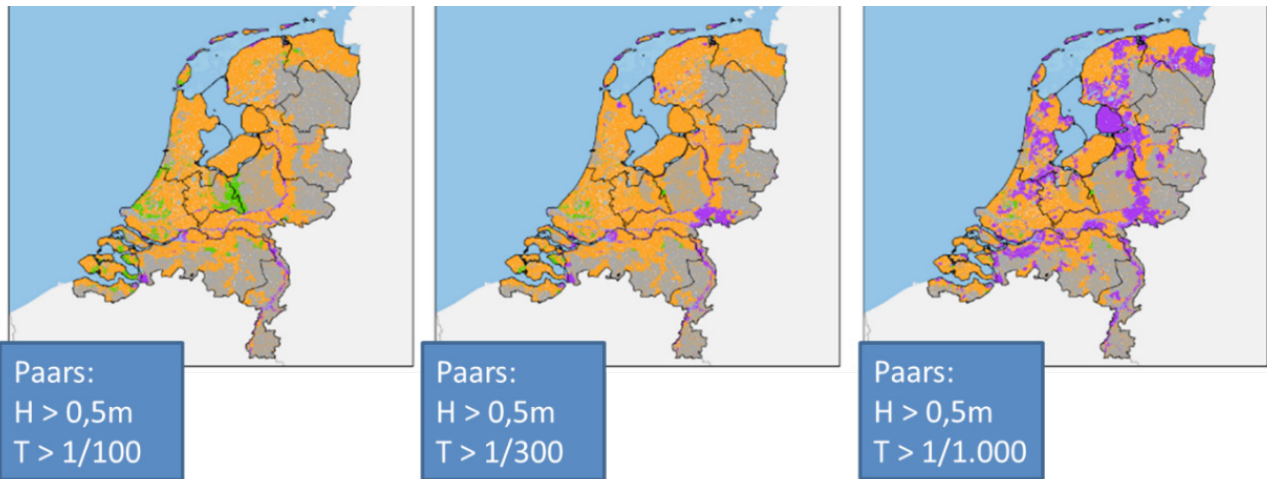 Paars:
H > 0,5m
T > 1/100
Paars:
H > 0,5m
T > 1/300
Paars:
H > 0,5m
T > 1/1.000